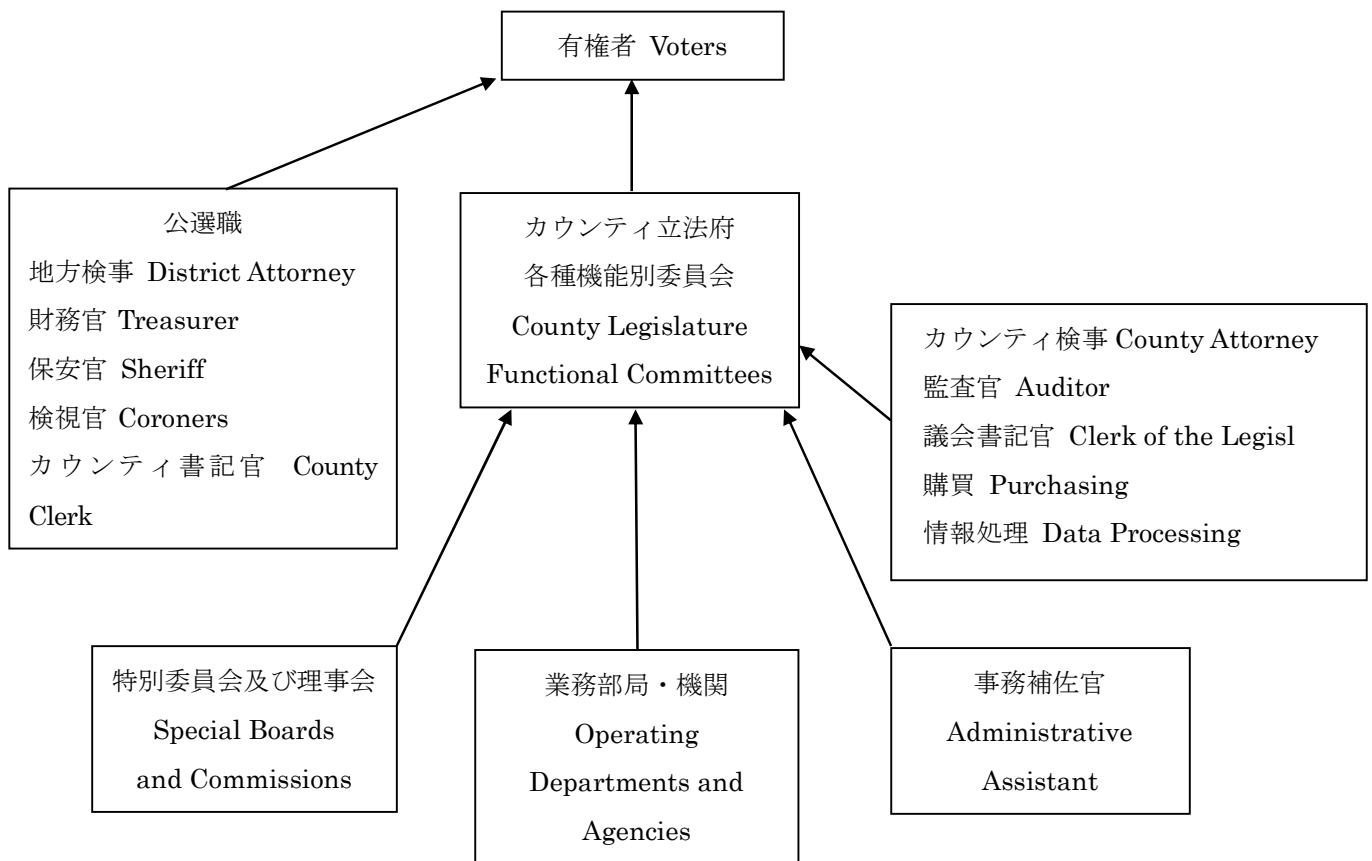 有権者 Voters
公選職
地方検事 District Attorney
財務官 Treasurer
保安官 Sheriff
検視官 Coroners
カウンティ書記官 County
Clerk
カウンティ立法府
各種機能別委員会
County Legislature
Functional Committees
カウンティ検事 County Attorney
監査官 Auditor
議会書記官 Clerk of the Legisl
購買 Purchasing
情報処理 Data Processing
特別委員会及び理事会
Special Boards
and Commissions
業務部局・機関
Operating
Departments and
Agencies
事務補佐官
Administrative
Assistant